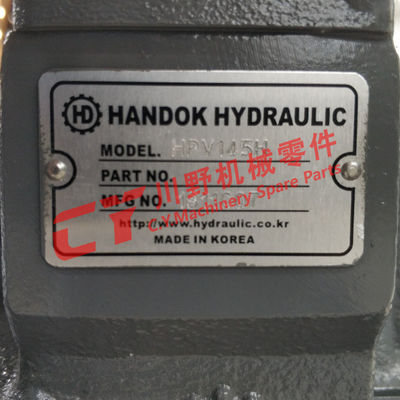 HD HANDOK HYDRAULIC
MODEL. HPV145H
PART NO.
MFG NO.
http://www.hydraulic.co.kr
MADE IN KOREA
CY 川野机械零件
C.Y Machinery Spare Parts